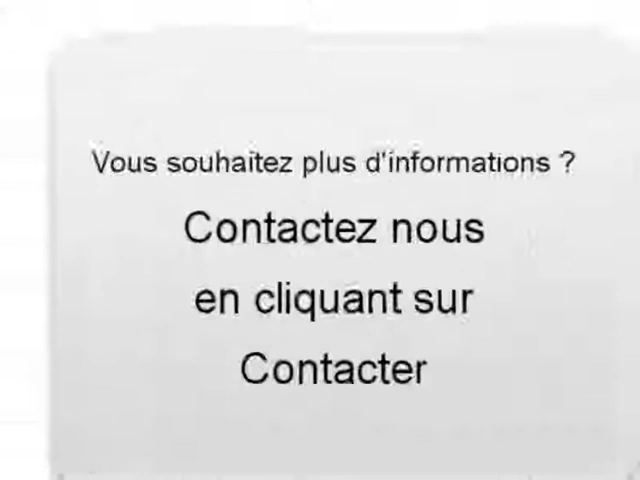 Vous souhaitez plus d'informations ?
Contactez nous
en cliquant sur
Contacter